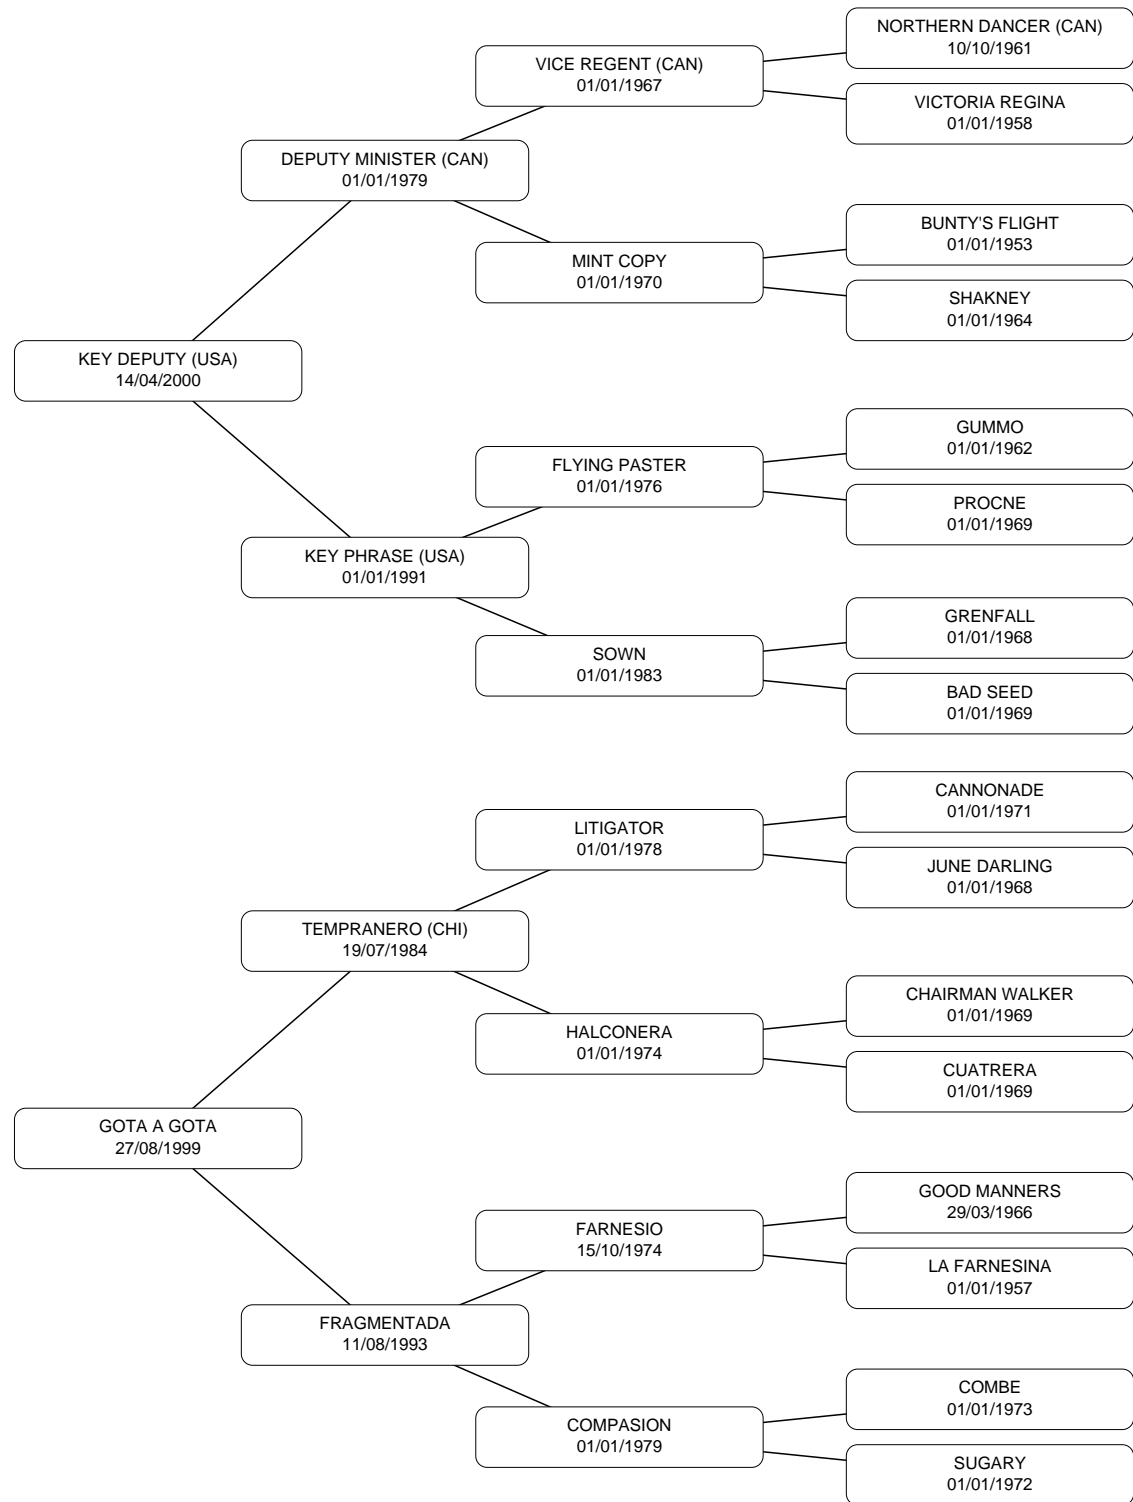 NORTHERN DANCER (CAN)
10/10/1961
VICE REGENT (CAN)
01/01/1967
VICTORIA REGINA
01/01/1958
DEPUTY MINISTER (CAN)
01/01/1979
BUNTY'S FLIGHT
01/01/1953
MINT COPY
01/01/1970
SHAKNEY
01/01/1964
KEY DEPUTY (USA)
14/04/2000
GUMMO
01/01/1962
FLYING PASTER
01/01/1976
PROCNE
01/01/1969
KEY PHRASE (USA)
01/01/1991
GRENFALL
01/01/1968
SOWN
01/01/1983
BAD SEED
01/01/1969
CANNONADE
01/01/1971
LITIGATOR
01/01/1978
JUNE DARLING
01/01/1968
TEMPRANERO (CHI)
19/07/1984
CHAIRMAN WALKER
01/01/1969
HALCONERA
01/01/1974
CUATRERA
01/01/1969
GOTA A GOTA
27/08/1999
GOOD MANNERS
29/03/1966
FARNESIO
15/10/1974
LA FARNESINA
01/01/1957
FRAGMENTADA
11/08/1993
COMBE
01/01/1973
COMPASION
01/01/1979
SUGARY
01/01/1972